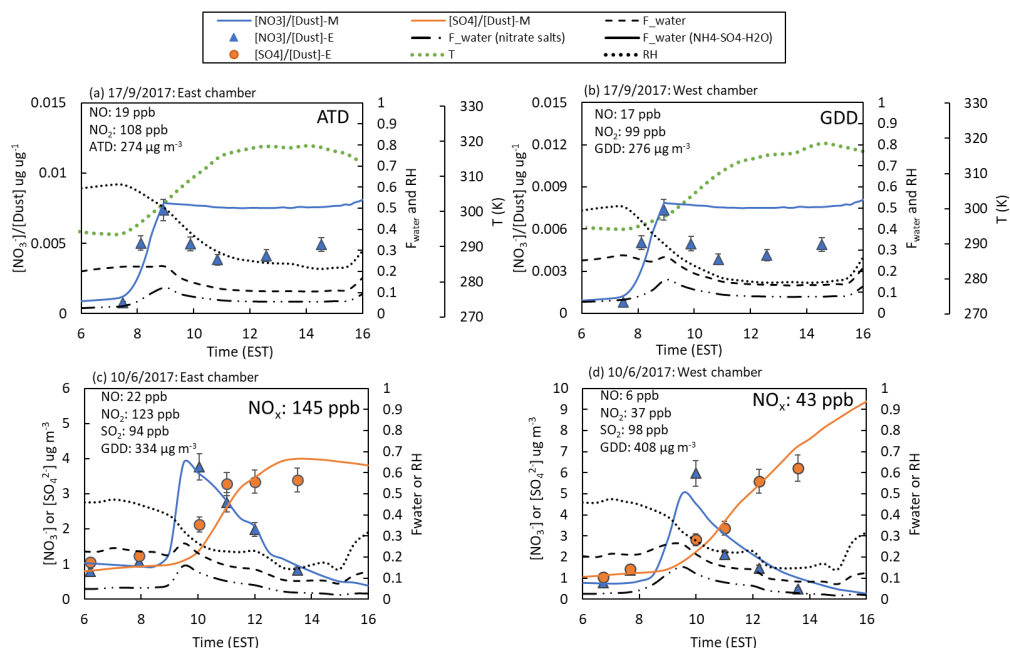 [NO3]/[Dust]-M [SO4]/[Dust]-M F_water
[NO3]/[Dust]-E F_water (nitrate salts) F_water (NH4-SO4-H2O)
[SO4]/[Dust]-E T RH
(a) 17/9/2017: East chamber
NO: 19 ppb
NO₂: 108 ppb
ATD: 274 µg m⁻³
ATD
[NO₃⁻]/[Dust] ug ug⁻¹
0.015
0.01
0.005
0
6 8 10 12 14 16
Time (EST)
1
0.9
0.8
0.7
0.6
0.5
0.4
0.3
0.2
0.1
0
F_water and RH
330
320
310
300
290
280
270
T (K)
(b) 17/9/2017: West chamber
NO: 17 ppb
NO₂: 99 ppb
GDD: 276 µg m⁻³
GDD
[NO₃⁻]/[Dust] ug ug⁻¹
0.015
0.012
0.009
0.006
0.003
0
6 8 10 12 14 16
Time (EST)
1
0.9
0.8
0.7
0.6
0.5
0.4
0.3
0.2
0.1
0
F_water and RH
330
320
310
300
290
280
270
T (K)
(c) 10/6/2017: East chamber
NO: 22 ppb
NO₂: 123 ppb
SO₂: 94 ppb
GDD: 334 µg m⁻³
NOₓ: 145 ppb
[NO₃⁻] or [SO₄²⁻] ug m⁻³
6
5
4
3
2
1
0
6 8 10 12 14 16
Time (EST)
1
0.9
0.8
0.7
0.6
0.5
0.4
0.3
0.2
0.1
0
Fwater or RH
(d) 10/6/2017: West chamber
NO: 6 ppb
NO₂: 37 ppb
SO₂: 98 ppb
GDD: 408 µg m⁻³
NOₓ: 43 ppb
[NO₃⁻] or [SO₄²⁻] ug m⁻³
10
9
8
7
6
5
4
3
2
1
0
6 8 10 12 14 16
Time (EST)
1
0.9
0.8
0.7
0.6
0.5
0.4
0.3
0.2
0.1
0
Fwater or RH